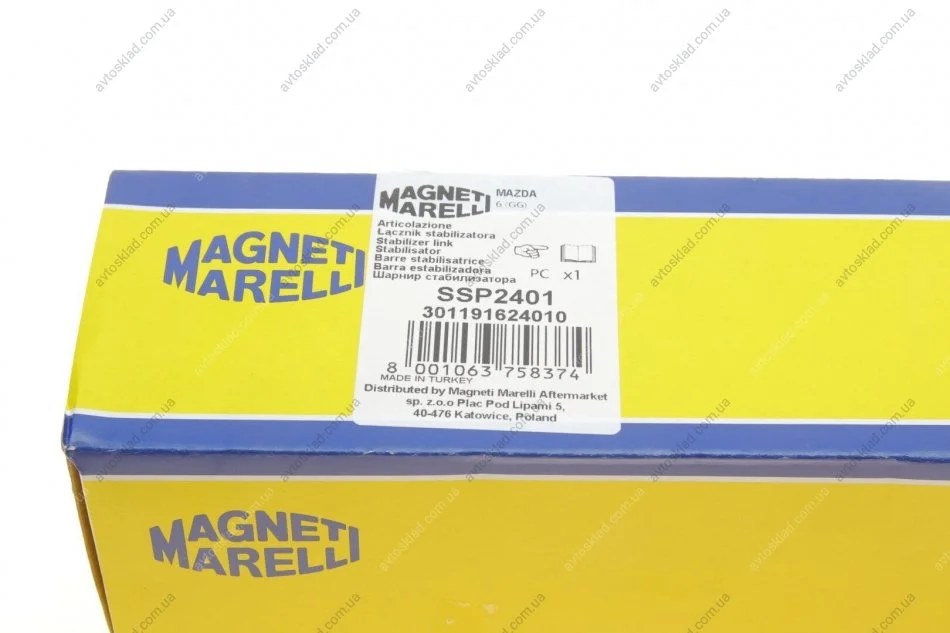 MAGNETI
MARELLI
MAGNETI
MARELLI
MAZDA
6 (GG)
Articolazione
Łącznik stabilizatora
Stabilizer link
Stabilisator
Barre stabilisatrice
Barra estabilizadora
Шарнир стабилизатора
PC x1
SSP2401
301191624010
8 001063 758374
MADE IN TURKEY
Distributed by Magneti Marelli Aftermarket
sp. z.o.o Plac Pod Lipami 5,
40-476 Katowice, Poland
MAGNETI
MARELLI
avtosklad.com.ua